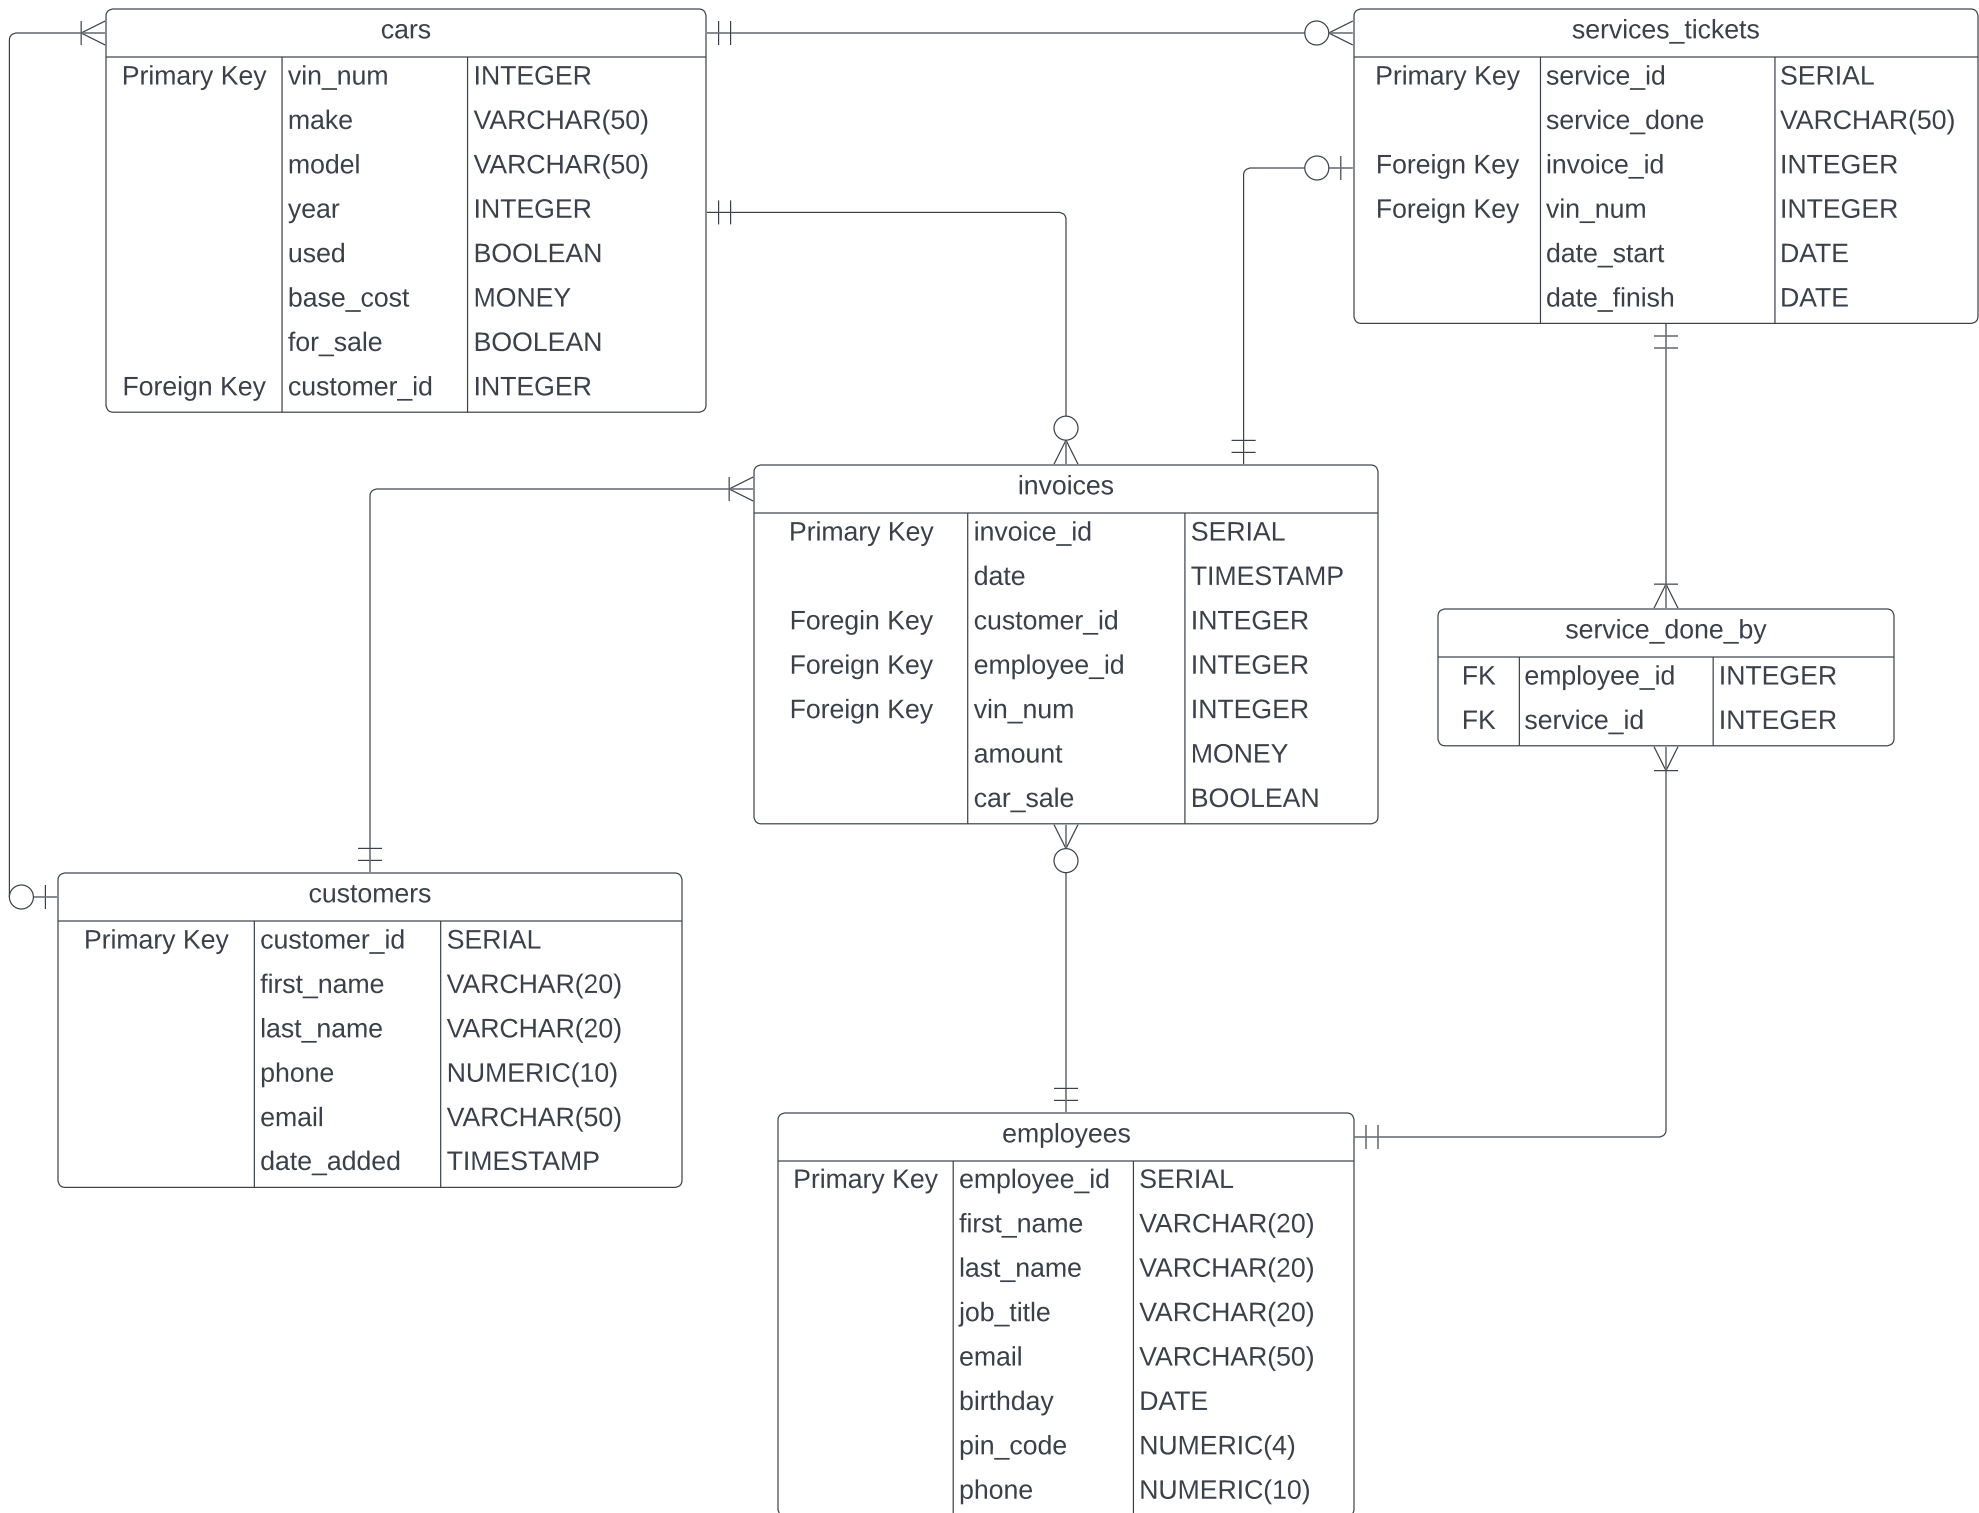 cars
Primary Key vin_num INTEGER
make VARCHAR(50)
model VARCHAR(50)
year INTEGER
used BOOLEAN
base_cost MONEY
for_sale BOOLEAN
Foreign Key customer_id INTEGER
services_tickets
Primary Key service_id SERIAL
service_done VARCHAR(50)
Foreign Key invoice_id INTEGER
Foreign Key vin_num INTEGER
date_start DATE
date_finish DATE
invoices
Primary Key invoice_id SERIAL
date TIMESTAMP
Foregin Key customer_id INTEGER
Foreign Key employee_id INTEGER
Foreign Key vin_num INTEGER
amount MONEY
car_sale BOOLEAN
service_done_by
FK employee_id INTEGER
FK service_id INTEGER
customers
Primary Key customer_id SERIAL
first_name VARCHAR(20)
last_name VARCHAR(20)
phone NUMERIC(10)
email VARCHAR(50)
date_added TIMESTAMP
employees
Primary Key employee_id SERIAL
first_name VARCHAR(20)
last_name VARCHAR(20)
job_title VARCHAR(20)
email VARCHAR(50)
birthday DATE
pin_code NUMERIC(4)
phone NUMERIC(10)